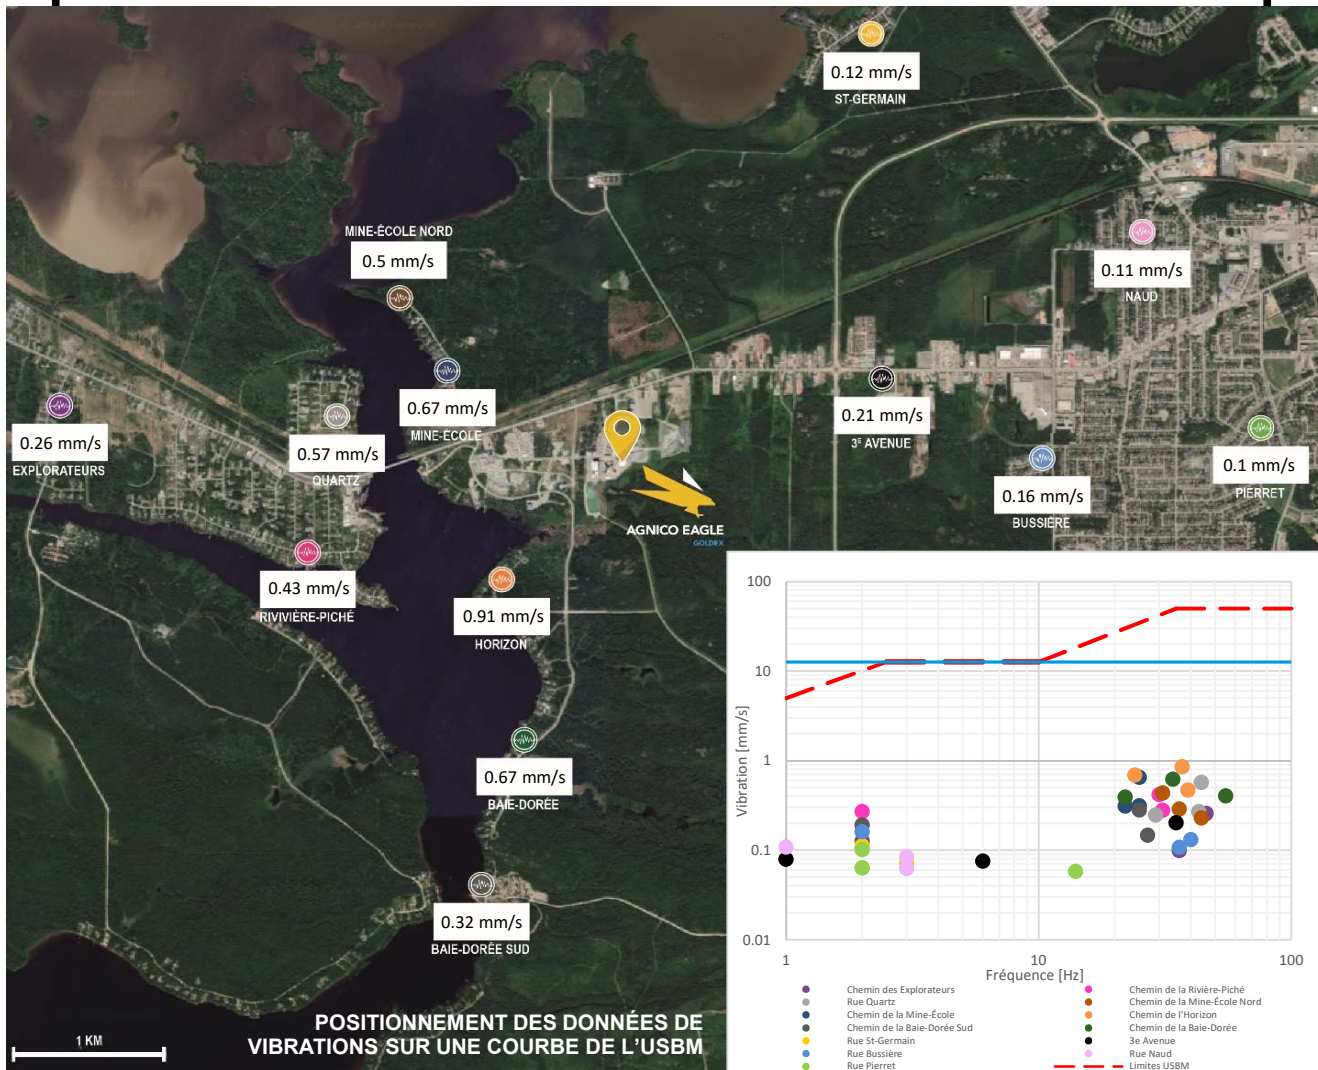 0.12 mm/s
ST-GERMAIN
MINE-ÉCOLE NORD
0.5 mm/s
0.11 mm/s
NAUD
0.67 mm/s
MINE-ÉCOLE
0.26 mm/s
EXPLORATEURS
0.57 mm/s
QUARTZ
0.21 mm/s
3E AVENUE
0.1 mm/s
PIERRET
0.16 mm/s
BUSSIÈRE
AGNICO EAGLE
GOLDEX
0.43 mm/s
RIVIVIÈRE-PICHÉ
0.91 mm/s
HORIZON
0.67 mm/s
BAIE-DORÉE
0.32 mm/s
BAIE-DORÉE SUD
POSITIONNEMENT DES DONNÉES DE
VIBRATIONS SUR UNE COURBE DE L'USBM
1 KM
100
10
1
0.1
0.01
Vibration [mm/s]
1
10
100
Fréquence [Hz]
Chemin des Explorateurs
Chemin de la Rivière-Piché
Rue Quartz
Chemin de la Mine-École Nord
Chemin de la Mine-École
Chemin de l'Horizon
Chemin de la Baie-Dorée Sud
Chemin de la Baie-Dorée
Rue St-Germain
3e Avenue
Rue Bussière
Rue Naud
Rue Pierret
Limites USBM